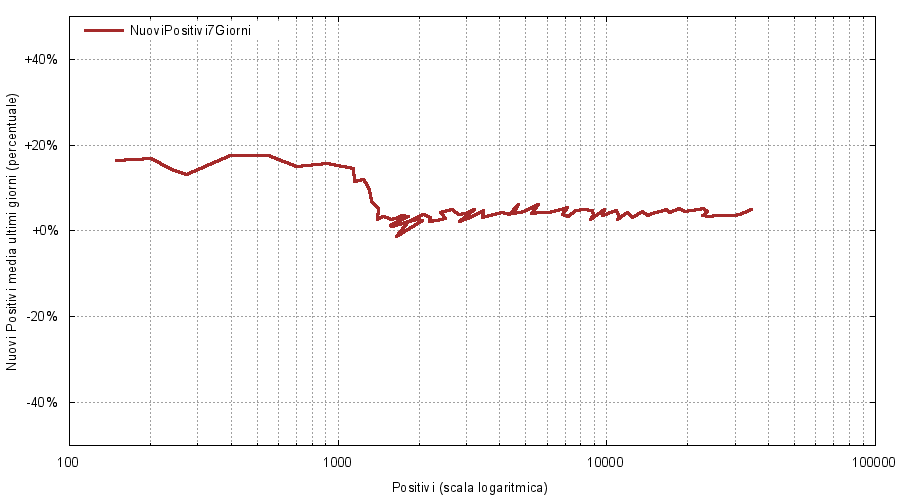 NuoviPositivi7Giorni
+40%
+20%
+0%
-20%
-40%
Nuovi Positivi media ultimi giorni (percentuale)
100 1000 10000 100000
Positivi (scala logaritmica)